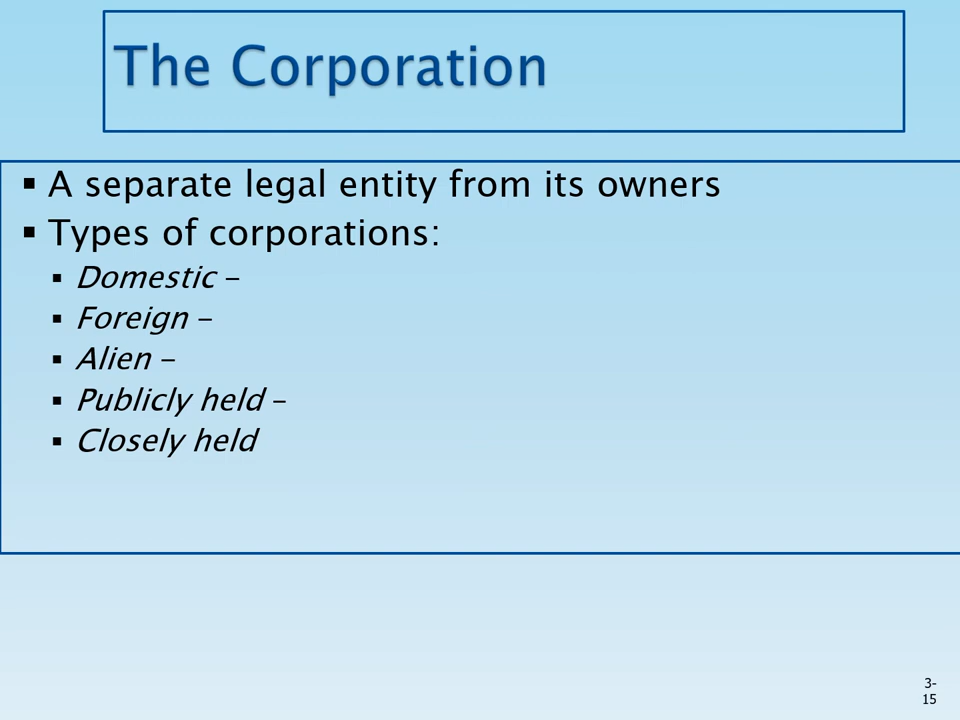 The Corporation
▪ A separate legal entity from its owners
▪ Types of corporations:
▪ Domestic –
▪ Foreign –
▪ Alien –
▪ Publicly held –
▪ Closely held
3-
15